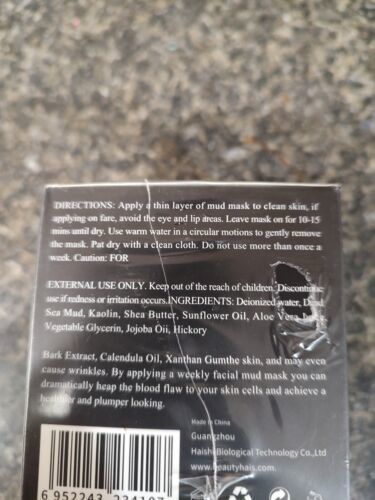 DIRECTIONS: Apply a thin layer of mud mask to clean skin, if
applying on fare, avoid the eye and lip areas. Leave mask on for 10-15
mins until dry. Use warm water in a circular motions to gently remove
the mask. Pat dry with a clean cloth. Do not use more than once a
week. Caution: FOR
EXTERNAL USE ONLY. Keep out of the reach of children. Discontinue
use if redness or irritation occurs.INGREDIENTS: Deionized water, Dead
Sea Mud, Kaolin, Shea Butter, Sunflower Oil, Aloe Vera
Vegetable Glycerin, Jojoba Oil, Hickory
Bark Extract, Calendula Oil, Xanthan Gumthe skin, and may even
cause wrinkles. By applying a weekly facial mud mask you can
dramatically heap the blood flaw to your skin cells and achieve a
healthier and plumper looking.
Made in China
Guangzhou
Haishi Biological Technology Co., Ltd
www.beautyhais.com
6 952243 234107